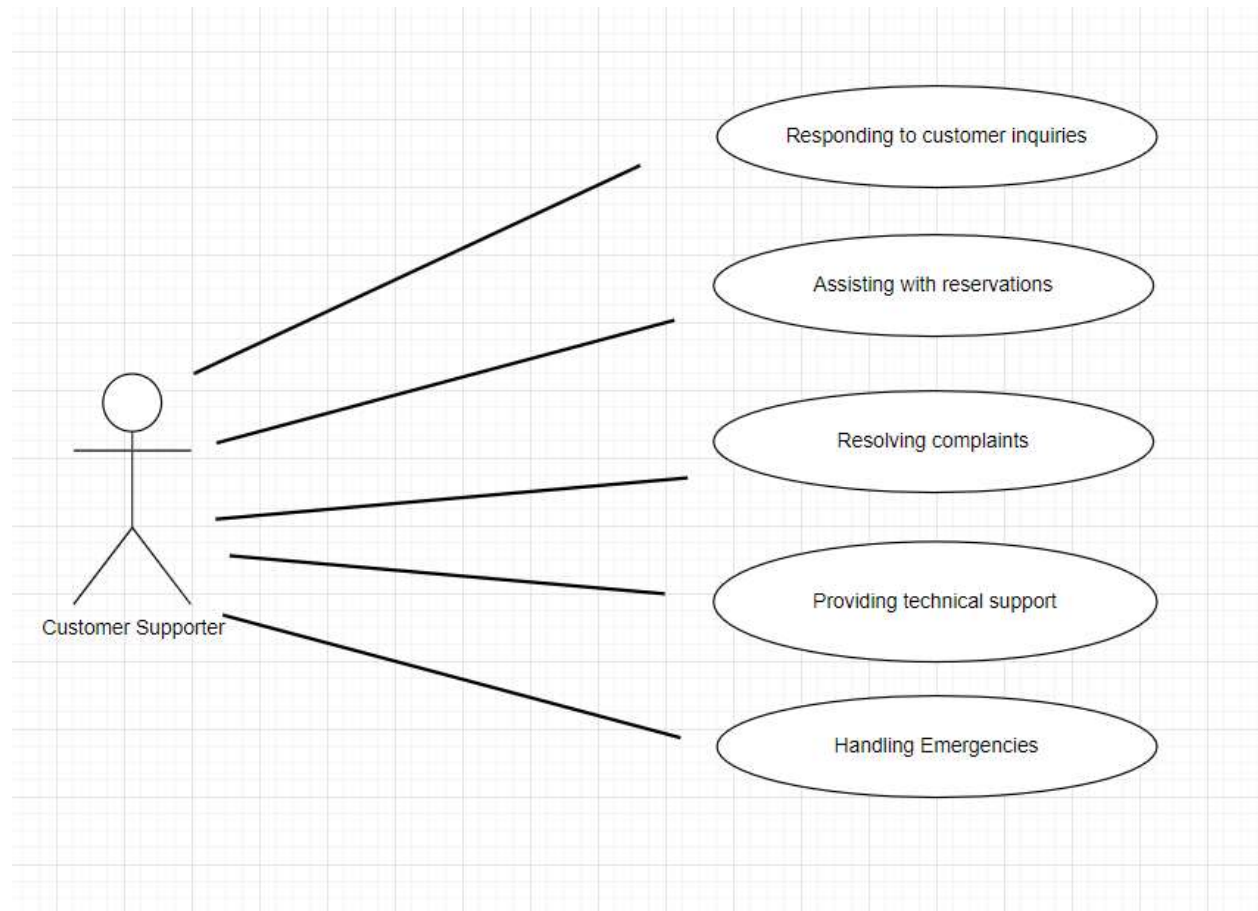 Responding to customer inquiries
Assisting with reservations
Resolving complaints
Providing technical support
Customer Supporter
Handling Emergencies